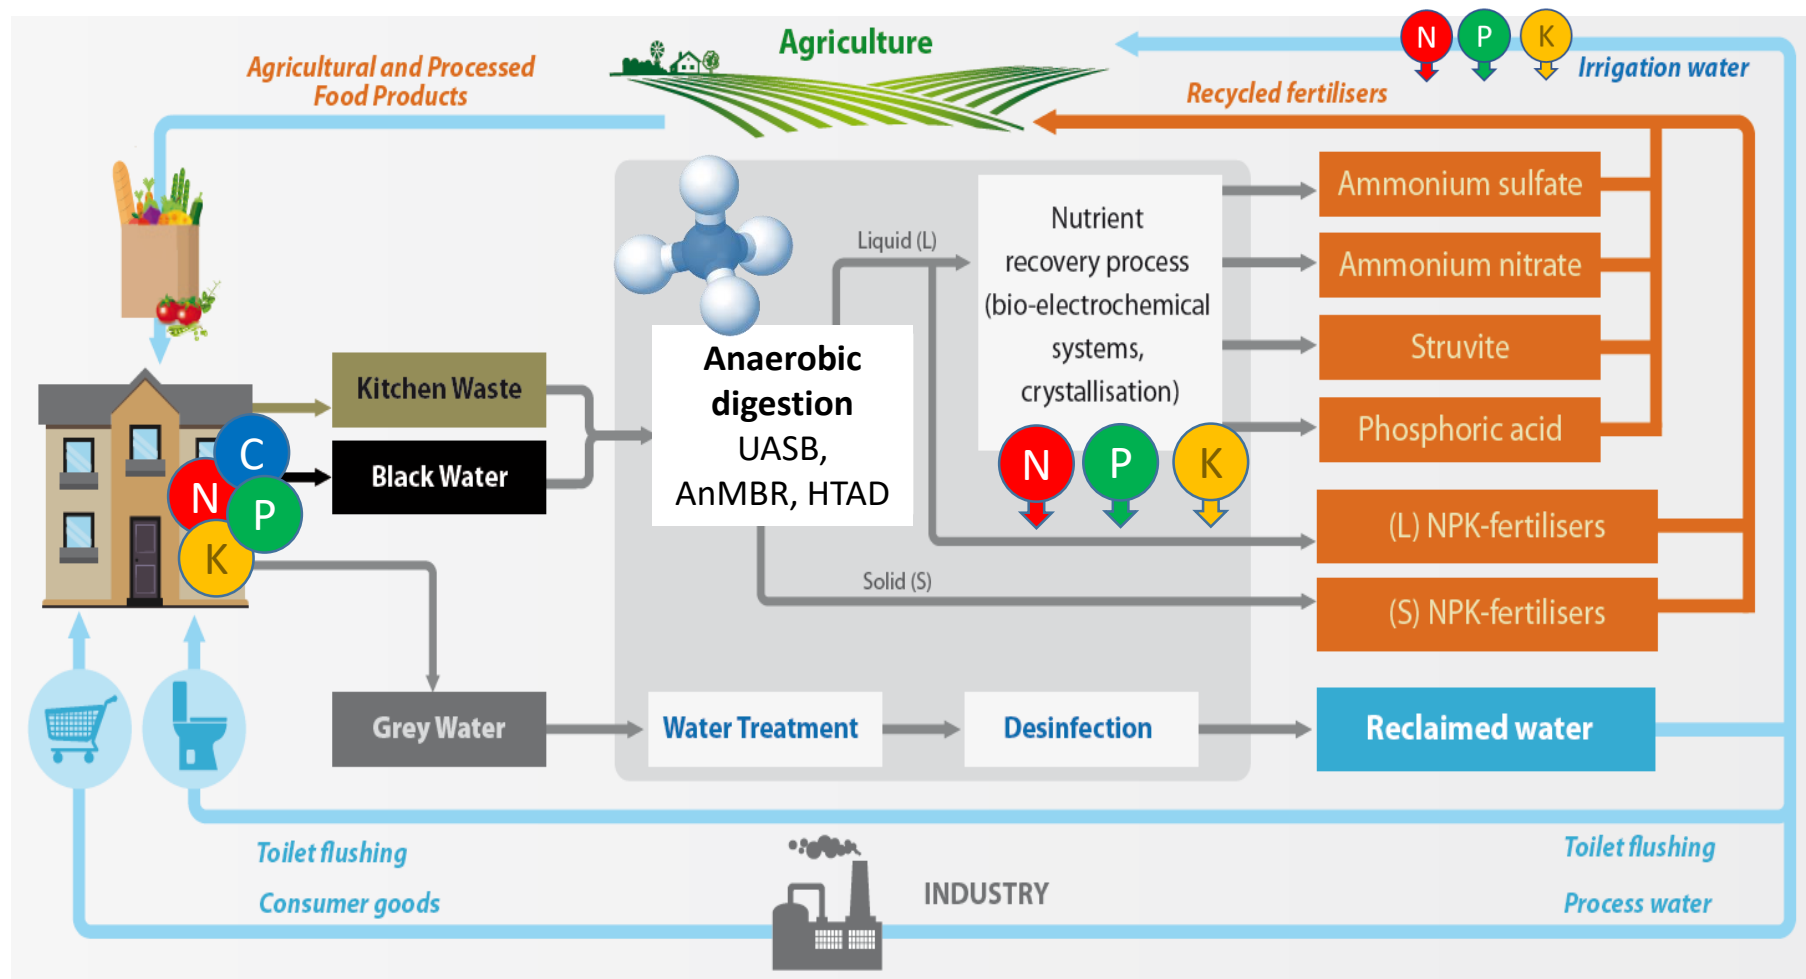 Agriculture
N P K
Irrigation water
Agricultural and Processed
Food Products
Recycled fertilisers
Ammonium sulfate
Nutrient
recovery process
(bio-electrochemical
systems,
crystallisation)
Liquid (L)
Ammonium nitrate
Struvite
Anaerobic
digestion
UASB,
AnMBR, HTAD
Kitchen Waste
Phosphoric acid
Black Water
C
N
P
K
N P K
(L) NPK-fertilisers
Solid (S)
(S) NPK-fertilisers
Grey Water
Water Treatment
Desinfection
Reclaimed water
Toilet flushing
Consumer goods
INDUSTRY
Toilet flushing
Process water